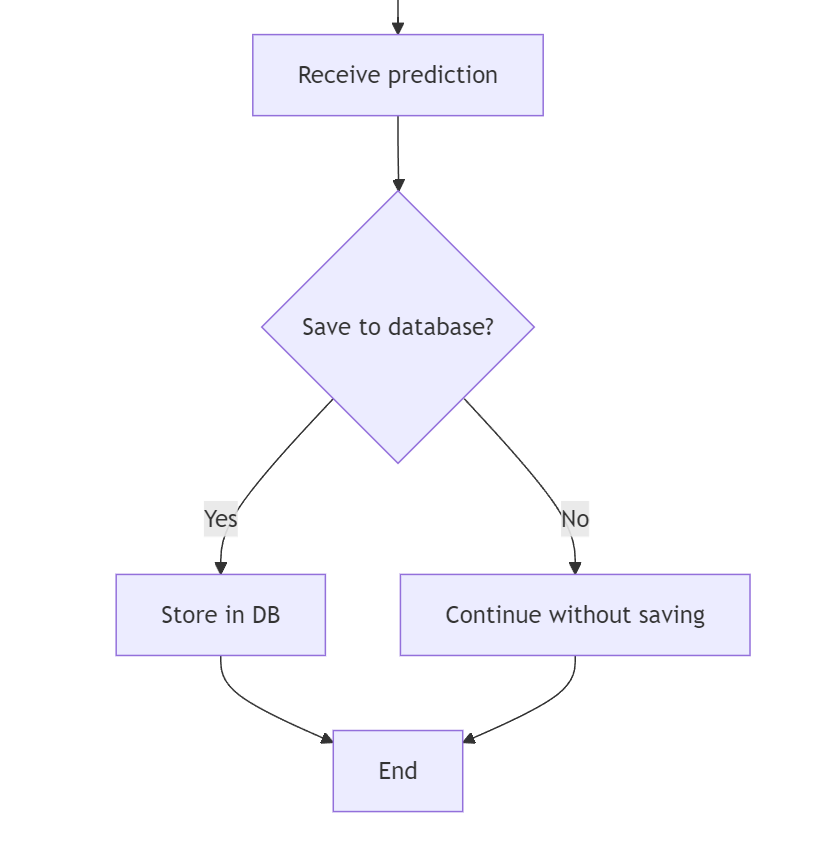 Receive prediction
Save to database?
Yes
No
Store in DB
Continue without saving
End